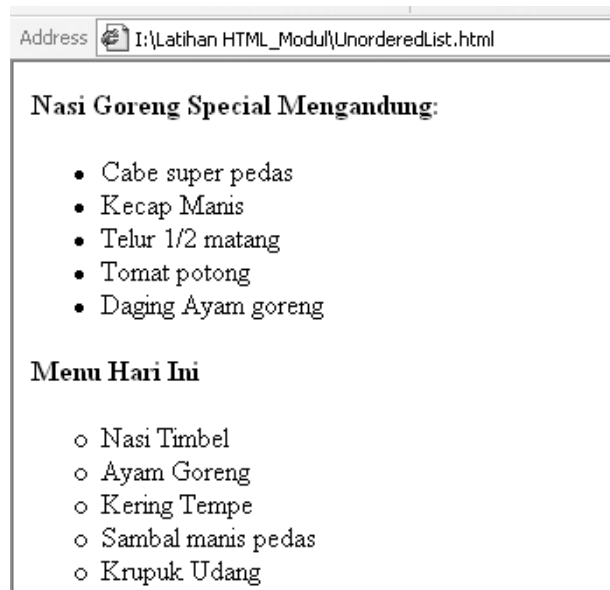 Address I:\Latihan HTML_Modul\UnorderedList.html
Nasi Goreng Special Mengandung:
• Cabe super pedas
• Kecap Manis
• Telur 1/2 matang
• Tomat potong
• Daging Ayam goreng
Menu Hari Ini
○ Nasi Timbel
○ Ayam Goreng
○ Kering Tempe
○ Sambal manis pedas
○ Krupuk Udang